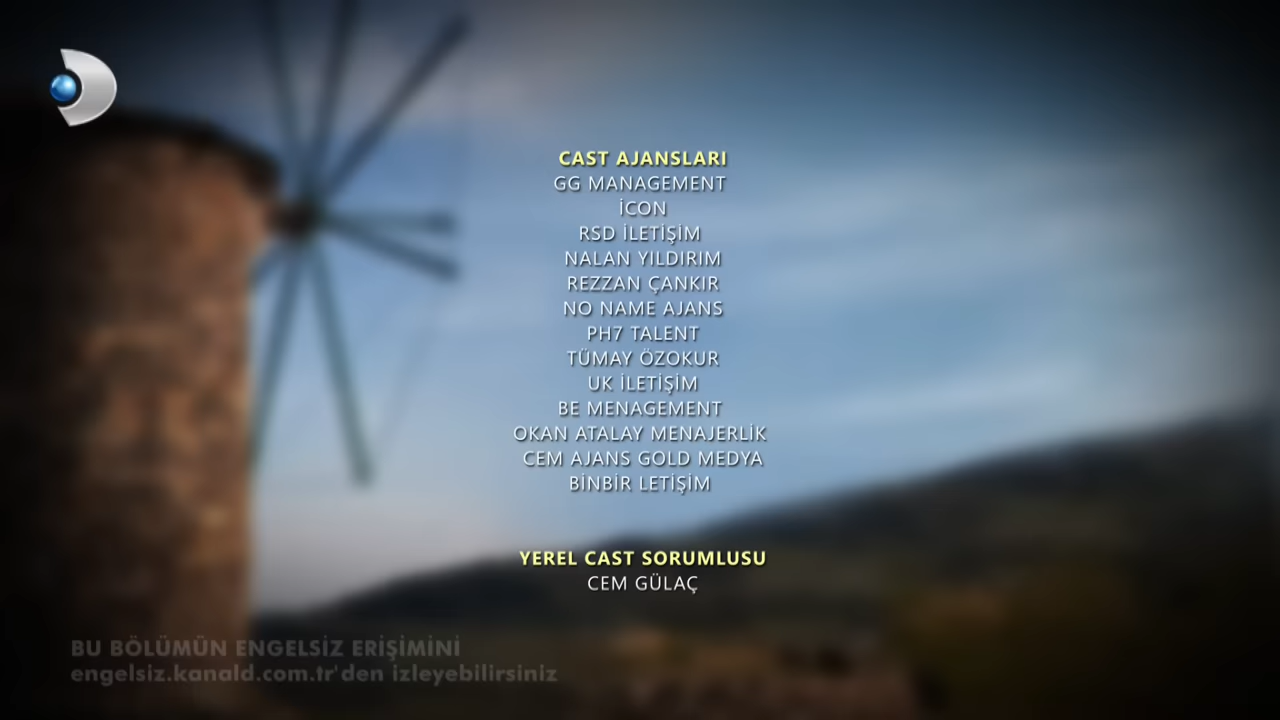 CAST AJANSLARI
GG MANAGEMENT
İCON
RSD İLETİŞİM
NALAN YILDIRIM
REZZAN ÇANKIR
NO NAME AJANS
PH7 TALENT
TÜMAY ÖZOKUR
UK İLETİŞİM
BE MENAGEMENT
OKAN ATALAY MENAJERLİK
CEM AJANS GOLD MEDYA
BİNBİR LETİŞİM
YEREL CAST SORUMLUSU
CEM GÜLAÇ
BU BÖLÜMÜN ENGELSİZ ERİŞİMİNİ
engelsiz.kanald.com.tr'den izleyebilirsiniz